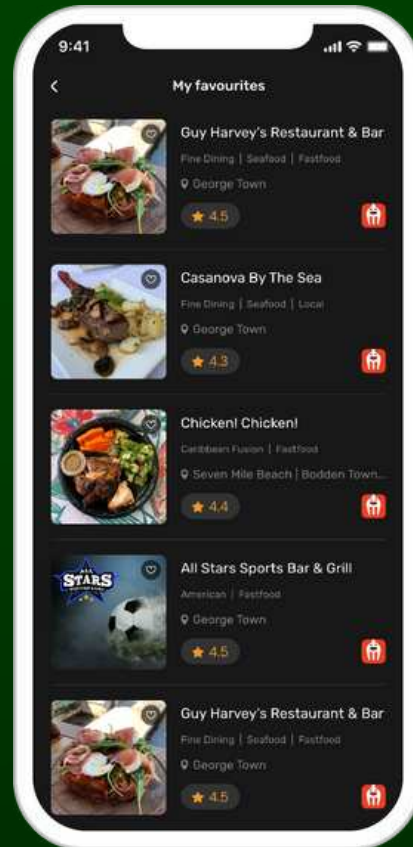 9:41
My favourites
Guy Harvey's Restaurant & Bar
Fine Dining | Seafood | Fastfood
George Town
4.5
Casanova By The Sea
Fine Dining | Seafood | Local
George Town
4.3
Chicken! Chicken!
Caribbean Fusion | Fastfood
Seven Mile Beach | Bodden Town...
4.4
ALL
STARS
All Stars Sports Bar & Grill
American | Fastfood
George Town
4.5
Guy Harvey's Restaurant & Bar
Fine Dining | Seafood | Fastfood
George Town
4.5